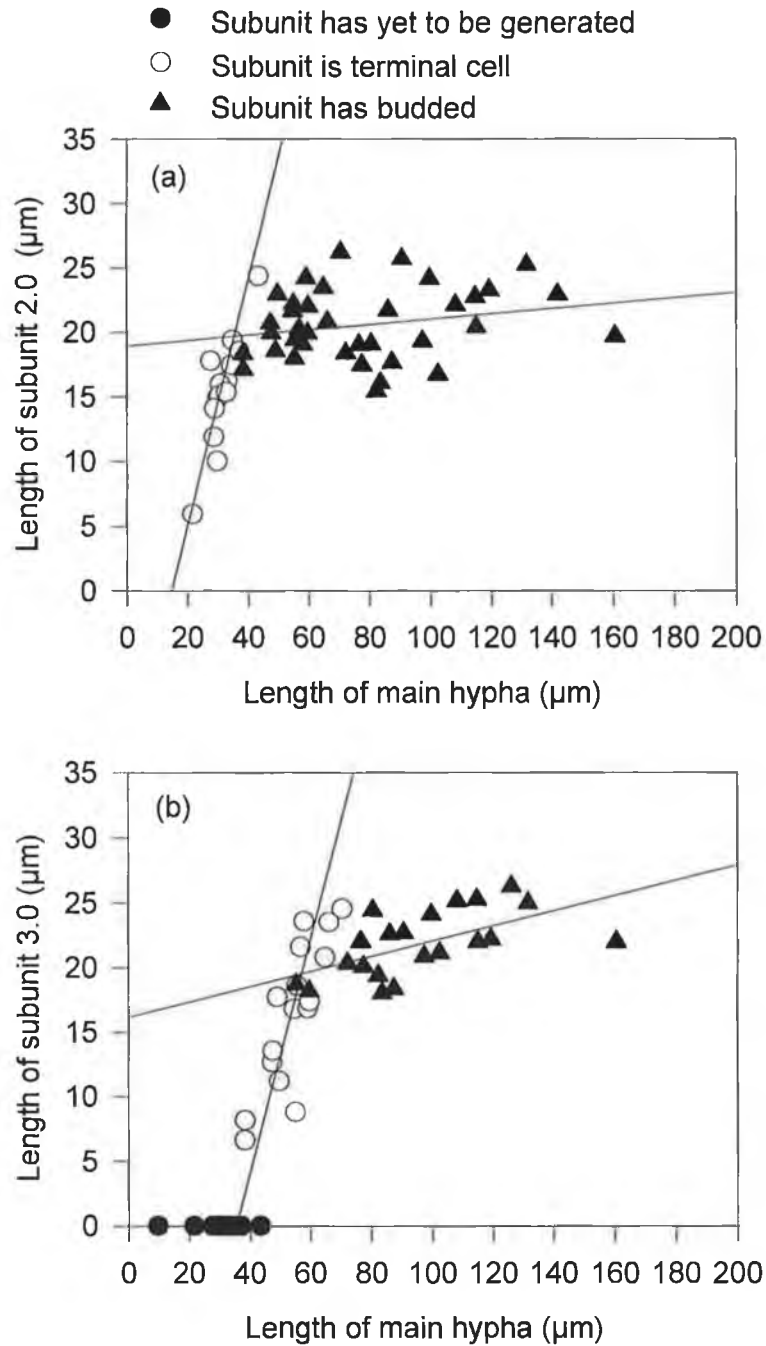 Subunit has yet to be generated
Subunit is terminal cell
Subunit has budded
(a)
Length of subunit 2.0 (µm)
35
30
25
20
15
10
5
0
0 20 40 60 80 100 120 140 160 180 200
Length of main hypha (µm)
(b)
Length of subunit 3.0 (µm)
35
30
25
20
15
10
5
0
0 20 40 60 80 100 120 140 160 180 200
Length of main hypha (µm)